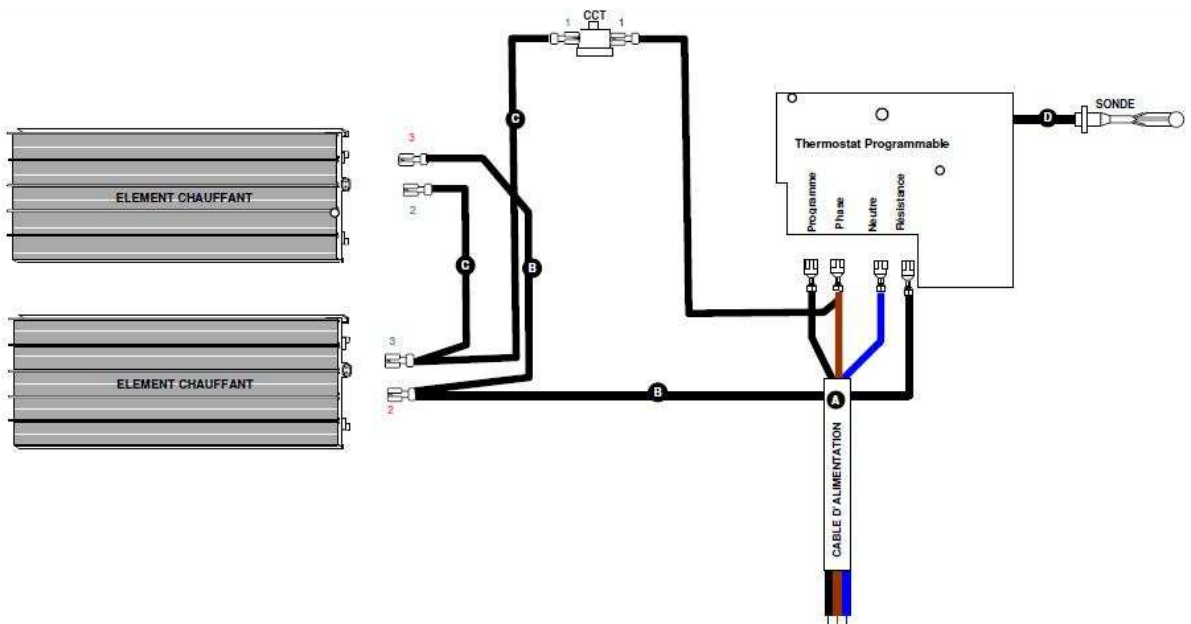 1 CCT 1
SONDE
D
C
3
Thermostat Programmable
ELEMENT CHAUFFANT
2
Programme
Phase
Neutre
Résistance
C
B
3
ELEMENT CHAUFFANT
B
2
A
CABLE D'ALIMENTATION